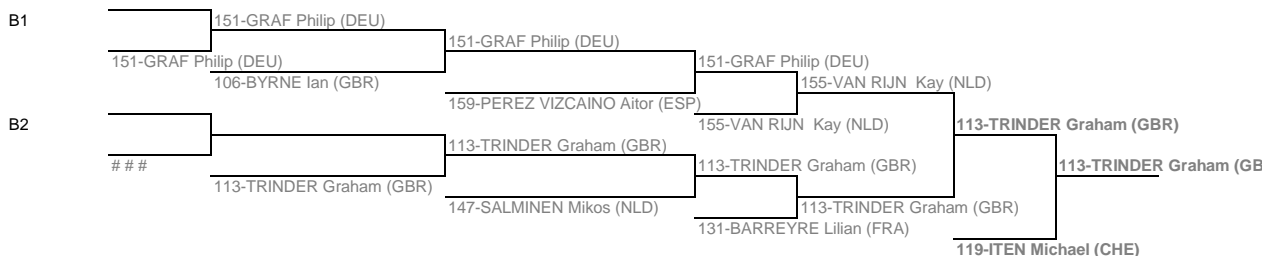 B1
151-GRAF Philip (DEU)
151-GRAF Philip (DEU)
151-GRAF Philip (DEU)
151-GRAF Philip (DEU)
106-BYRNE Ian (GBR)
155-VAN RIJN  Kay (NLD)
159-PEREZ VIZCAINO Aitor (ESP)
B2
155-VAN RIJN  Kay (NLD)
113-TRINDER Graham (GBR)
113-TRINDER Graham (GBR)
# # #
113-TRINDER Graham (GBR)
113-TRINDER Graham (GB
113-TRINDER Graham (GBR)
147-SALMINEN Mikos (NLD)
113-TRINDER Graham (GBR)
131-BARREYRE Lilian (FRA)
119-ITEN Michael (CHE)